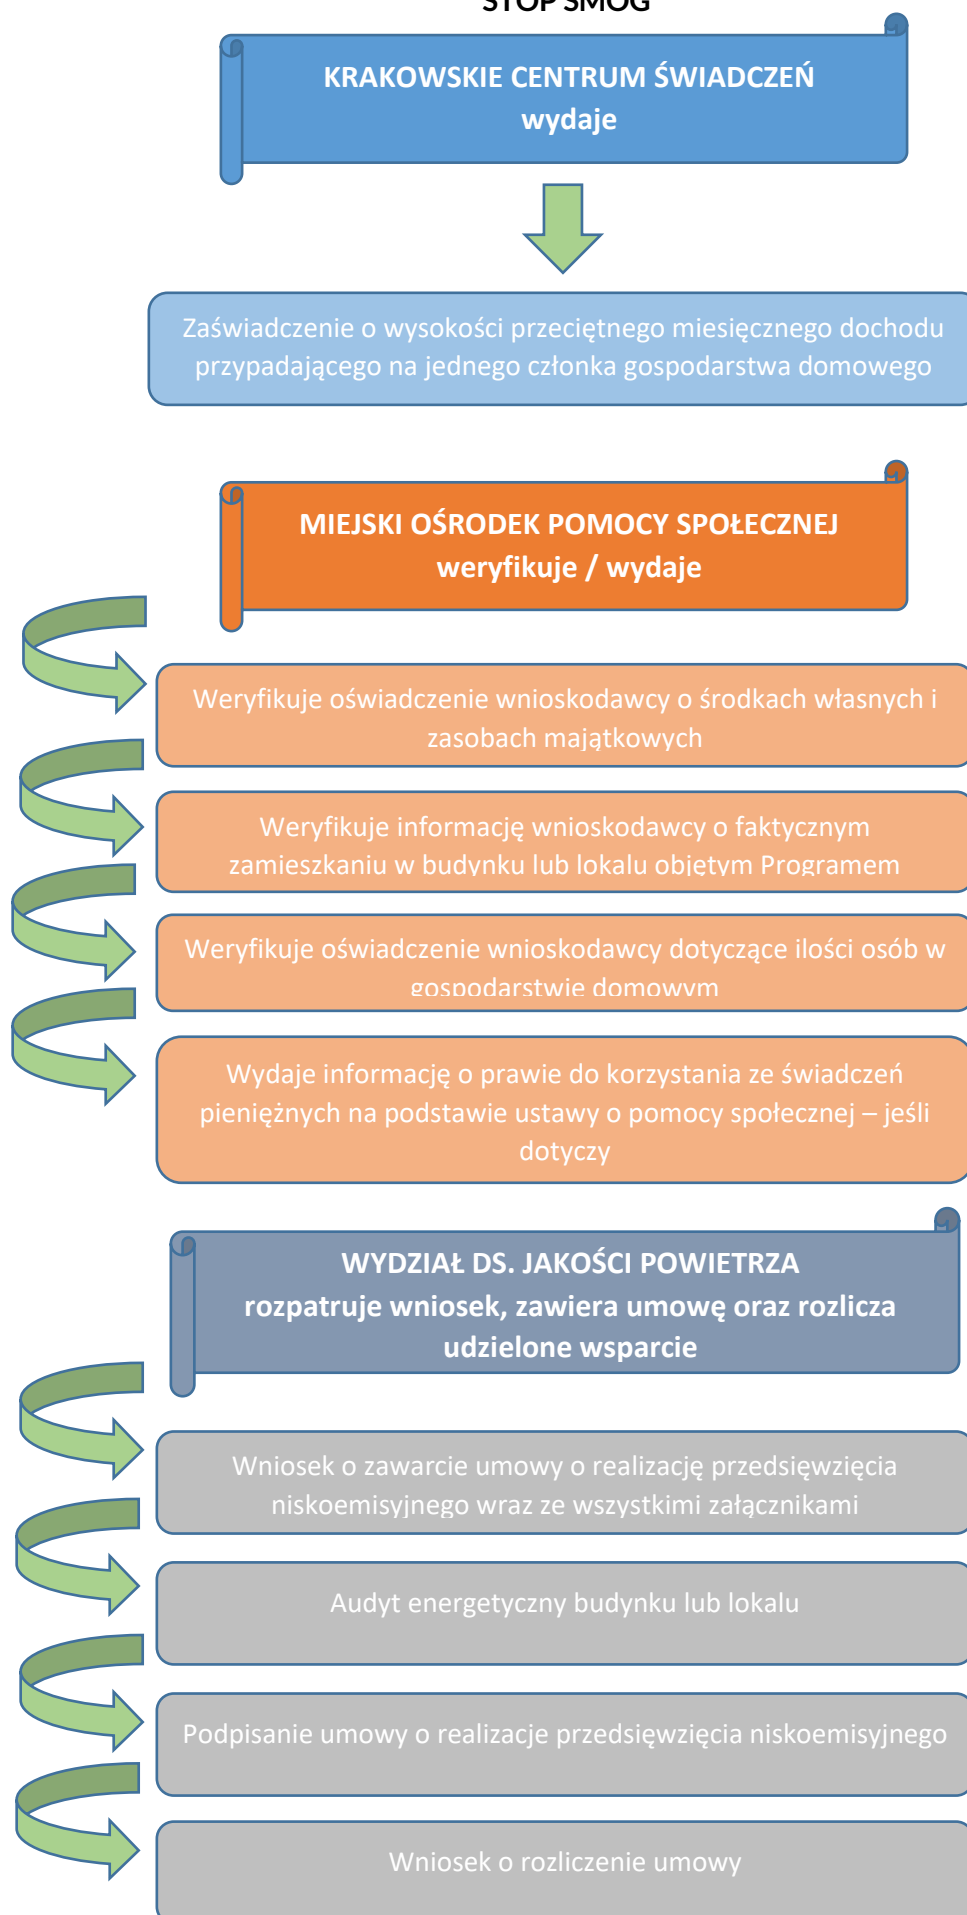 STOP SMOG
KRAKOWSKIE CENTRUM ŚWIADCZEŃ
wydaje
Zaświadczenie o wysokości przeciętnego miesięcznego dochodu
przypadającego na jednego członka gospodarstwa domowego
MIEJSKI OŚRODEK POMOCY SPOŁECZNEJ
weryfikuje / wydaje
Weryfikuje oświadczenie wnioskodawcy o środkach własnych i
zasobach majątkowych
Weryfikuje informację wnioskodawcy o faktycznym
zamieszkaniu w budynku lub lokalu objętym Programem
Weryfikuje oświadczenie wnioskodawcy dotyczące ilości osób w
gospodarstwie domowym
Wydaje informację o prawie do korzystania ze świadczeń
pieniężnych na podstawie ustawy o pomocy społecznej – jeśli
dotyczy
WYDZIAŁ DS. JAKOŚCI POWIETRZA
rozpatruje wniosek, zawiera umowę oraz rozlicza
udzielone wsparcie
Wniosek o zawarcie umowy o realizację przedsięwzięcia
niskoemisyjnego wraz ze wszystkimi załącznikami
Audyt energetyczny budynku lub lokalu
Podpisanie umowy o realizacje przedsięwzięcia niskoemisyjnego
Wniosek o rozliczenie umowy